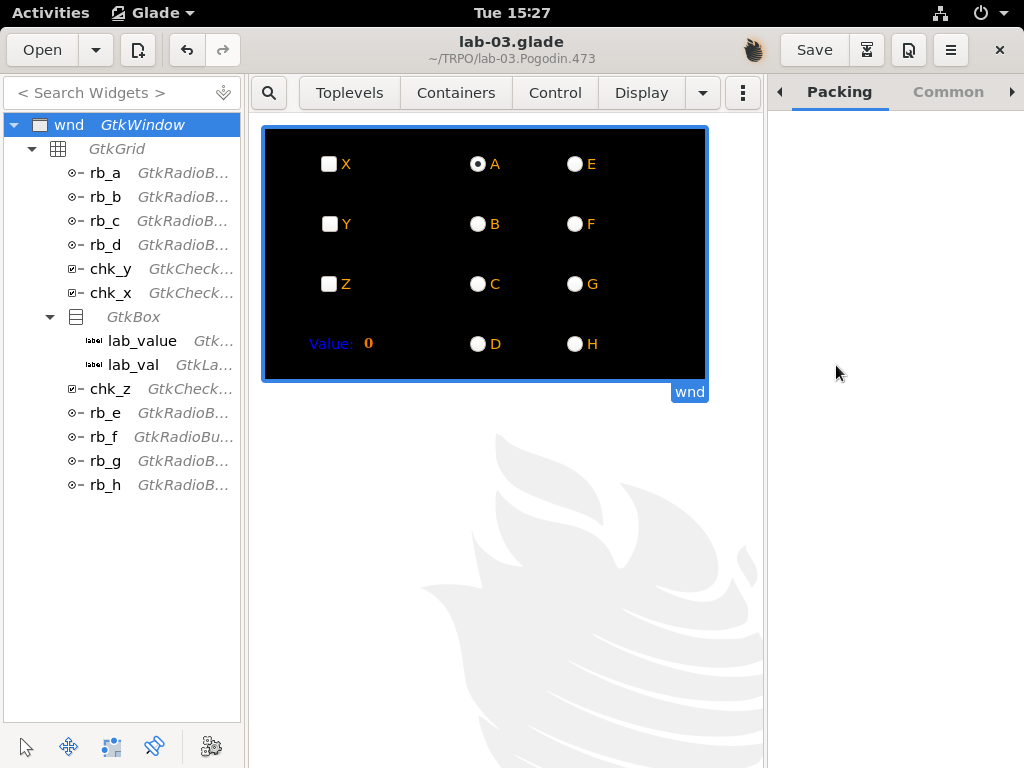 Activities Glade Tue 15:27
Open lab-03.glade Save
~/TRPO/lab-03.Pogodin.473
< Search Widgets > Toplevels Containers Control Display Packing Common
wnd GtkWindow
GtkGrid
rb_a GtkRadioB…
rb_b GtkRadioB…
rb_c GtkRadioB…
rb_d GtkRadioB…
chk_y GtkCheck…
chk_x GtkCheck…
GtkBox
lab_value Gtk…
lab_val GtkLa…
chk_z GtkCheck…
rb_e GtkRadioB…
rb_f GtkRadioBu…
rb_g GtkRadioB…
rb_h GtkRadioB…
X A E
Y B F
Z C G
Value: 0 D H
wnd